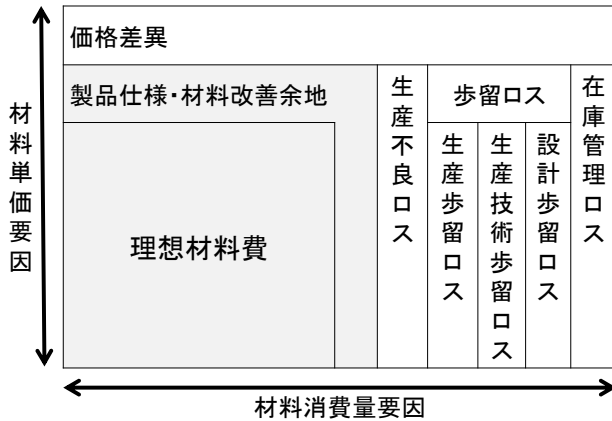 価格差異
製品仕様・材料改善余地
理想材料費
生産不良ロス
歩留ロス
生産歩留ロス
生産技術歩留ロス
設計歩留ロス
在庫管理ロス
材料単価要因
材料消費量要因